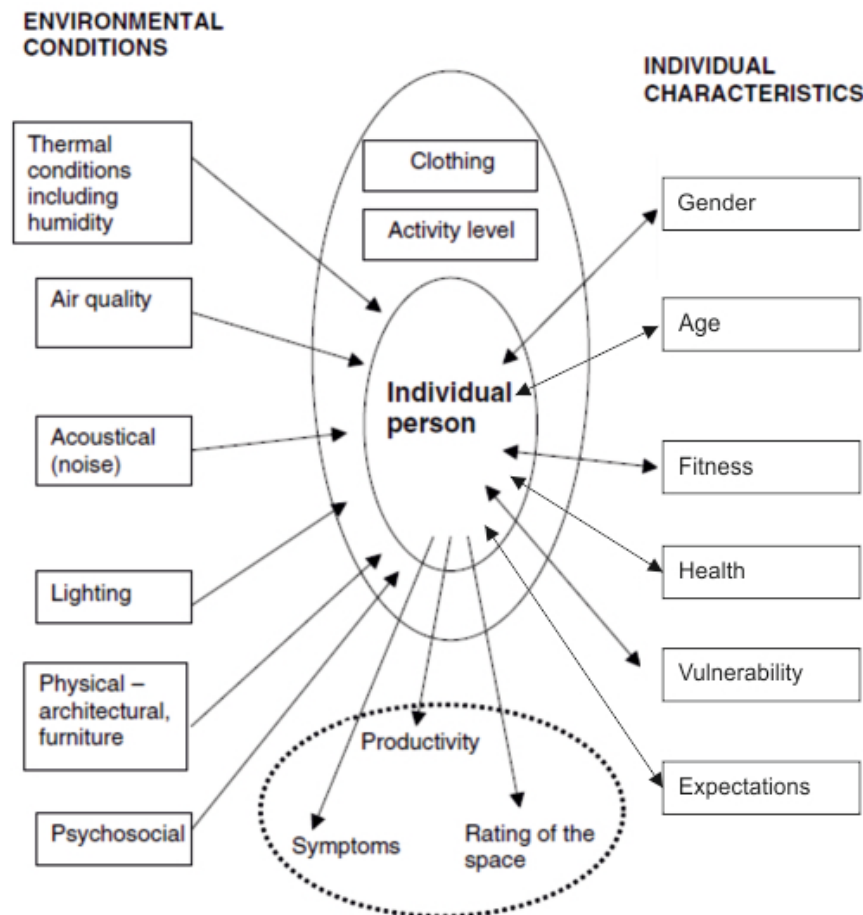 ENVIRONMENTAL
CONDITIONS
Thermal
conditions
including
humidity
Air quality
Acoustical
(noise)
Lighting
Physical –
architectural,
furniture
Psychosocial
Clothing
Activity level
Individual
person
Productivity
Symptoms
Rating of the
space
INDIVIDUAL
CHARACTERISTICS
Gender
Age
Fitness
Health
Vulnerability
Expectations